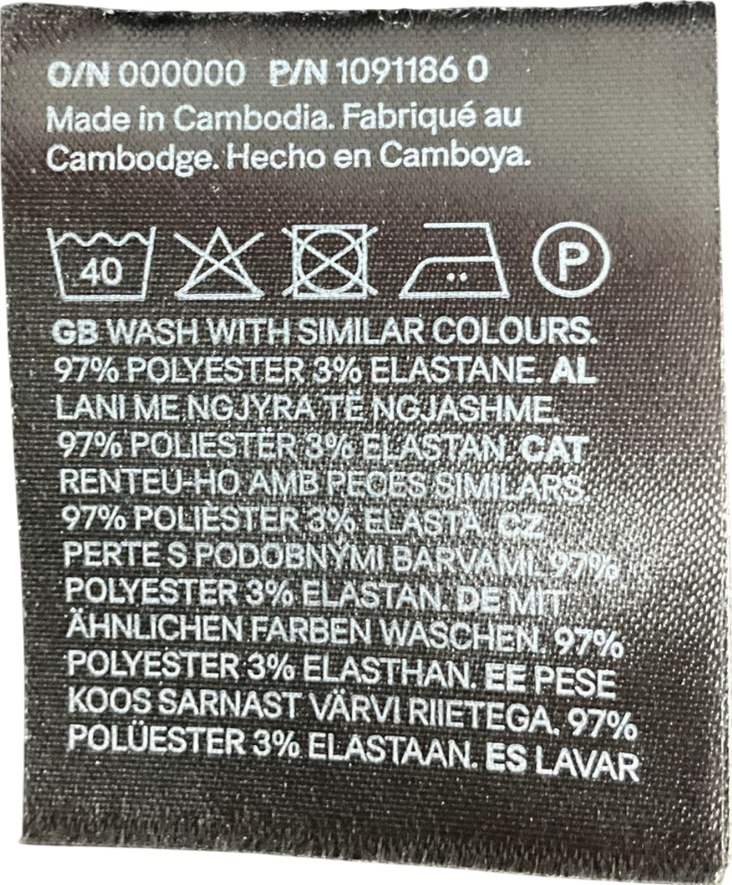 O/N 000000 P/N 1091186 0
Made in Cambodia. Fabriqué au
Cambodge. Hecho en Camboya.
40 P
GB WASH WITH SIMILAR COLOURS.
97% POLYESTER 3% ELASTANE. AL
LANI ME NGJYRA TË NGJASHME.
97% POLIESTËR 3% ELASTAN. CAT
RENTEU-HO AMB PECES SIMILARS.
97% POLIÈSTER 3% ELASTÀ. CZ
PERTE S PODOBNÝMI BARVAMI. 97%
POLYESTER 3% ELASTAN. DE MIT
ÄHNLICHEN FARBEN WASCHEN. 97%
POLYESTER 3% ELASTHAN. EE PESE
KOOS SARNAST VÄRVI RIIETEGA. 97%
POLÜESTER 3% ELASTAAN. ES LAVAR